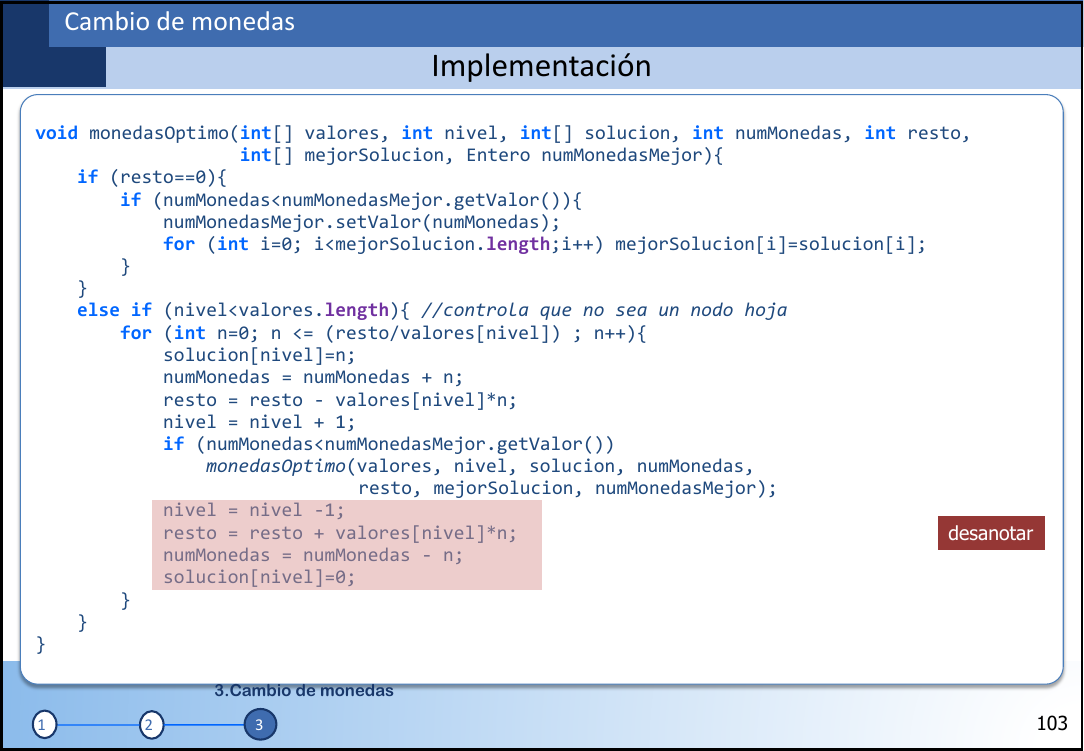 Cambio de monedas
Implementación
void monedasOptimo(int[] valores, int nivel, int[] solucion, int numMonedas, int resto,
int[] mejorSolucion, Entero numMonedasMejor){
if (resto==0){
if (numMonedas<numMonedasMejor.getValor()){
numMonedasMejor.setValor(numMonedas);
for (int i=0; i<mejorSolucion.length;i++) mejorSolucion[i]=solucion[i];
}
}
else if (nivel<valores.length){ //controla que no sea un nodo hoja
for (int n=0; n <= (resto/valores[nivel]) ; n++){
solucion[nivel]=n;
numMonedas = numMonedas + n;
resto = resto - valores[nivel]*n;
nivel = nivel + 1;
if (numMonedas<numMonedasMejor.getValor())
monedasOptimo(valores, nivel, solucion, numMonedas,
resto, mejorSolucion, numMonedasMejor);
nivel = nivel -1;
resto = resto + valores[nivel]*n;
desanotar
numMonedas = numMonedas - n;
solucion[nivel]=0;
}
}
}
3.Cambio de monedas
1 2 3
103